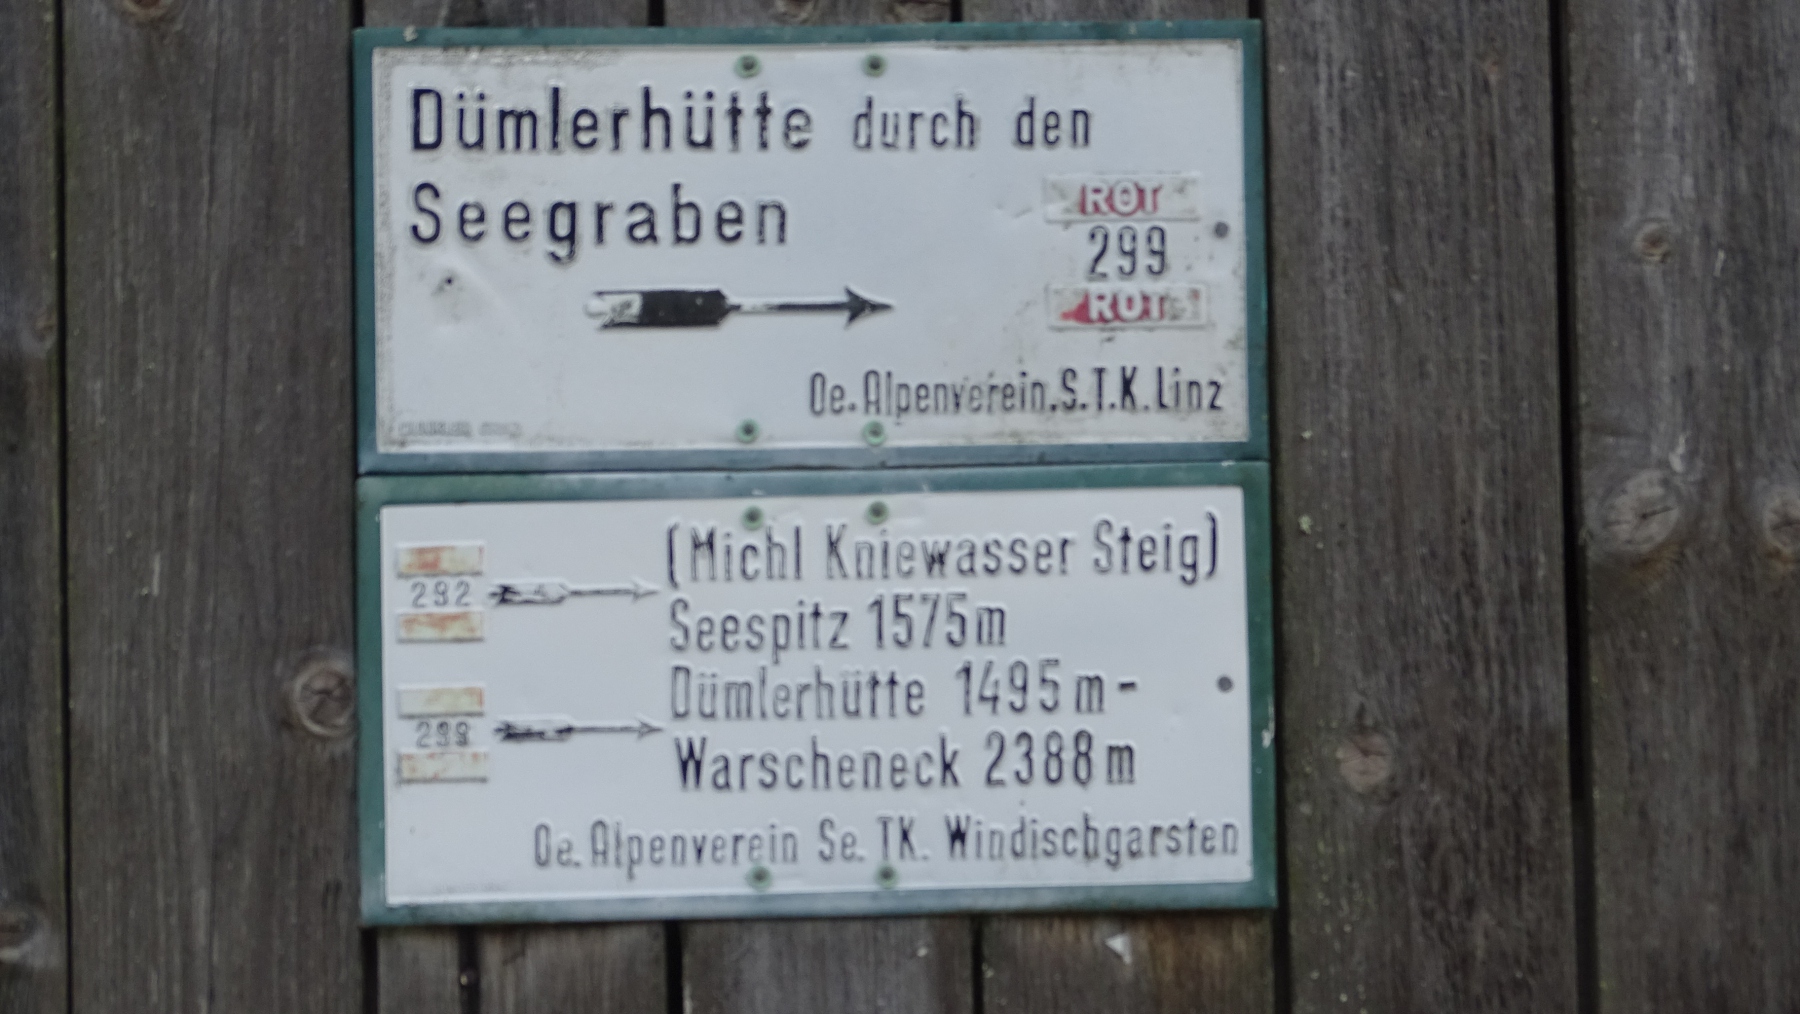 Dümlerhütte durch den
Seegraben
ROT
299
ROT
Oe.Alpenverein.S.T.K.Linz
(Michl Kniewasser Steig)
292
Seespitz 1575m
Dümlerhütte 1495m-
299
Warscheneck 2388m
Oe.Alpenverein Se.TK. Windischgarsten